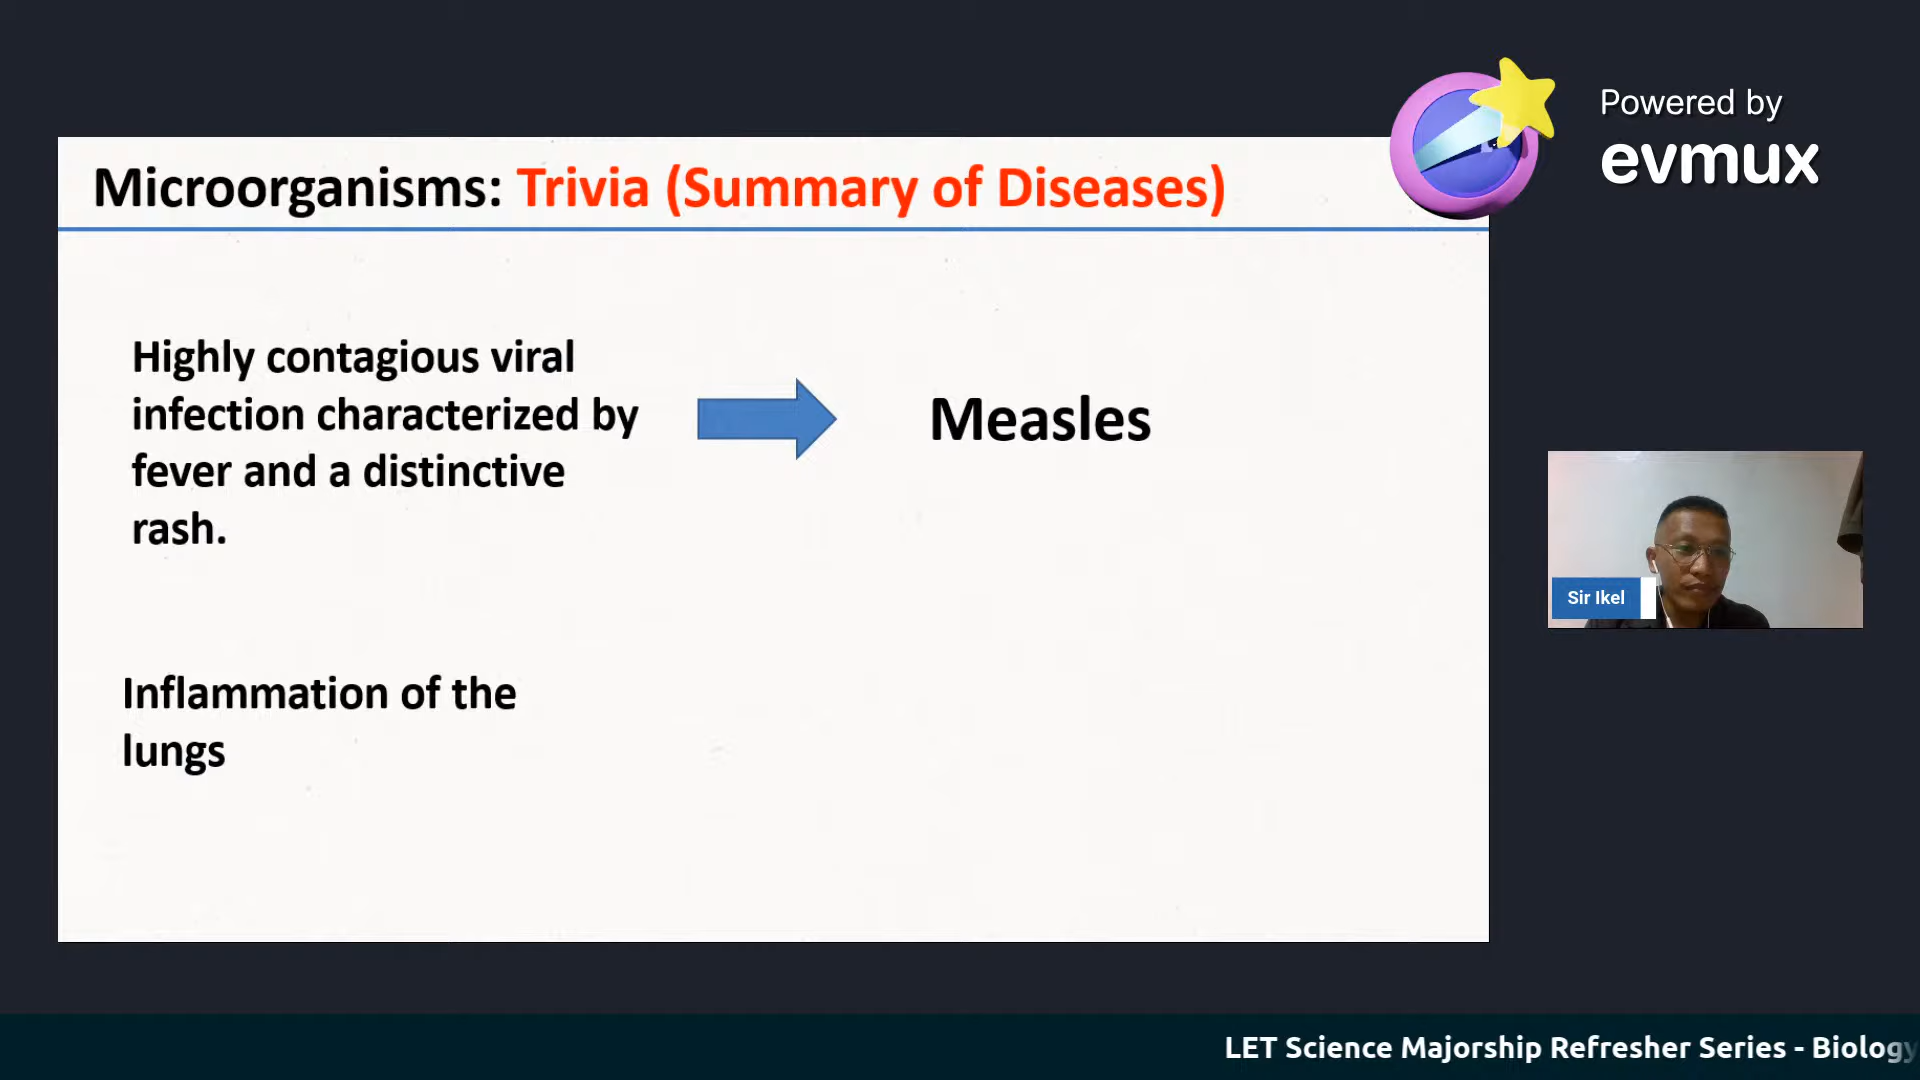 Powered by
evmux
Microorganisms: Trivia (Summary of Diseases)
Highly contagious viral
infection characterized by
fever and a distinctive
rash.
Measles
Sir Ikel
Inflammation of the
lungs
LET Science Majorship Refresher Series - Biology